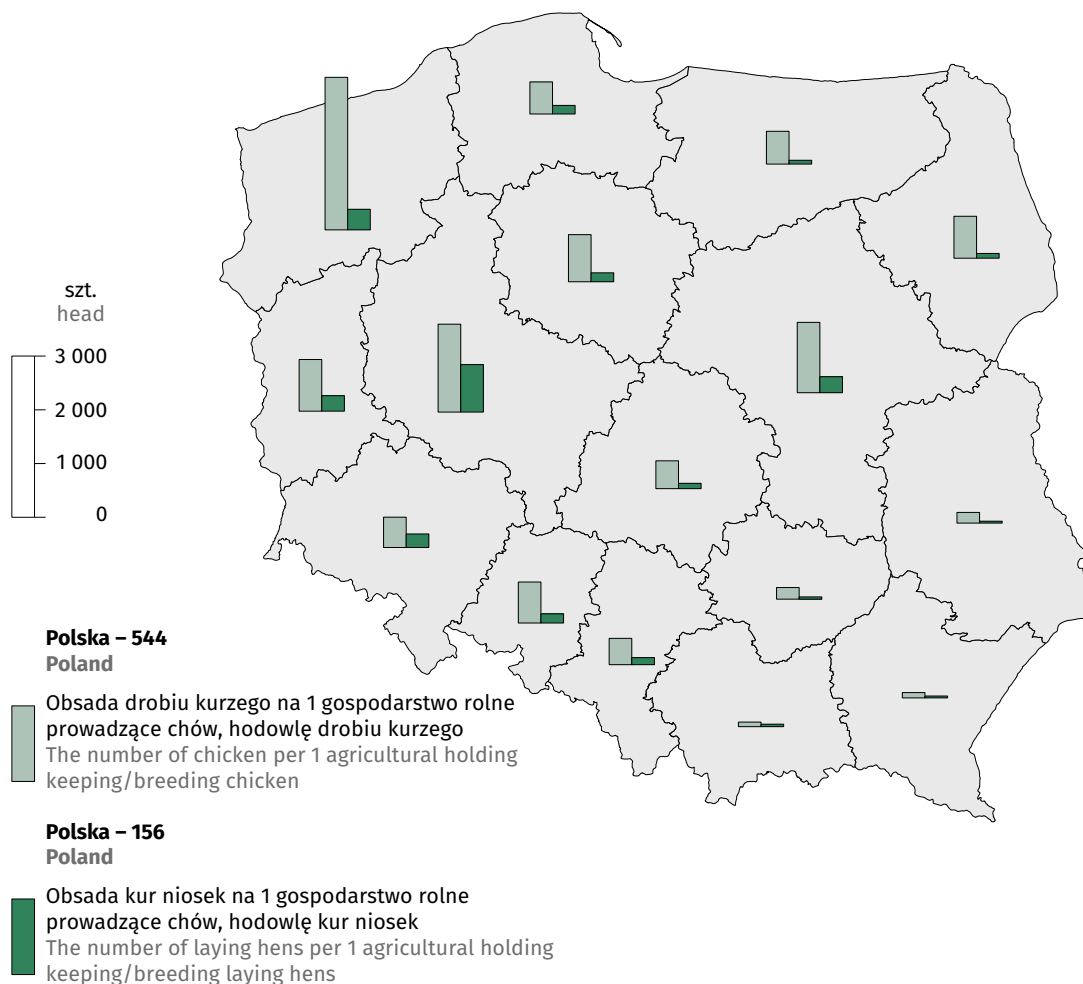 szt.
head
3 000
2 000
1 000
0
Polska – 544
Poland
Obsada drobiu kurzego na 1 gospodarstwo rolne
prowadzące chów, hodowlę drobiu kurzego
The number of chicken per 1 agricultural holding
keeping/breeding chicken
Polska – 156
Poland
Obsada kur niosek na 1 gospodarstwo rolne
prowadzące chów, hodowlę kur niosek
The number of laying hens per 1 agricultural holding
keeping/breeding laying hens